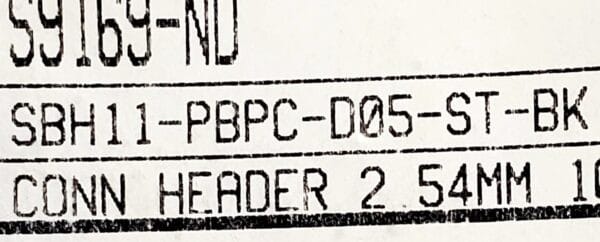 S9169-ND
SBH11-PBPC-D05-ST-BK
CONN HEADER 2.54MM 10